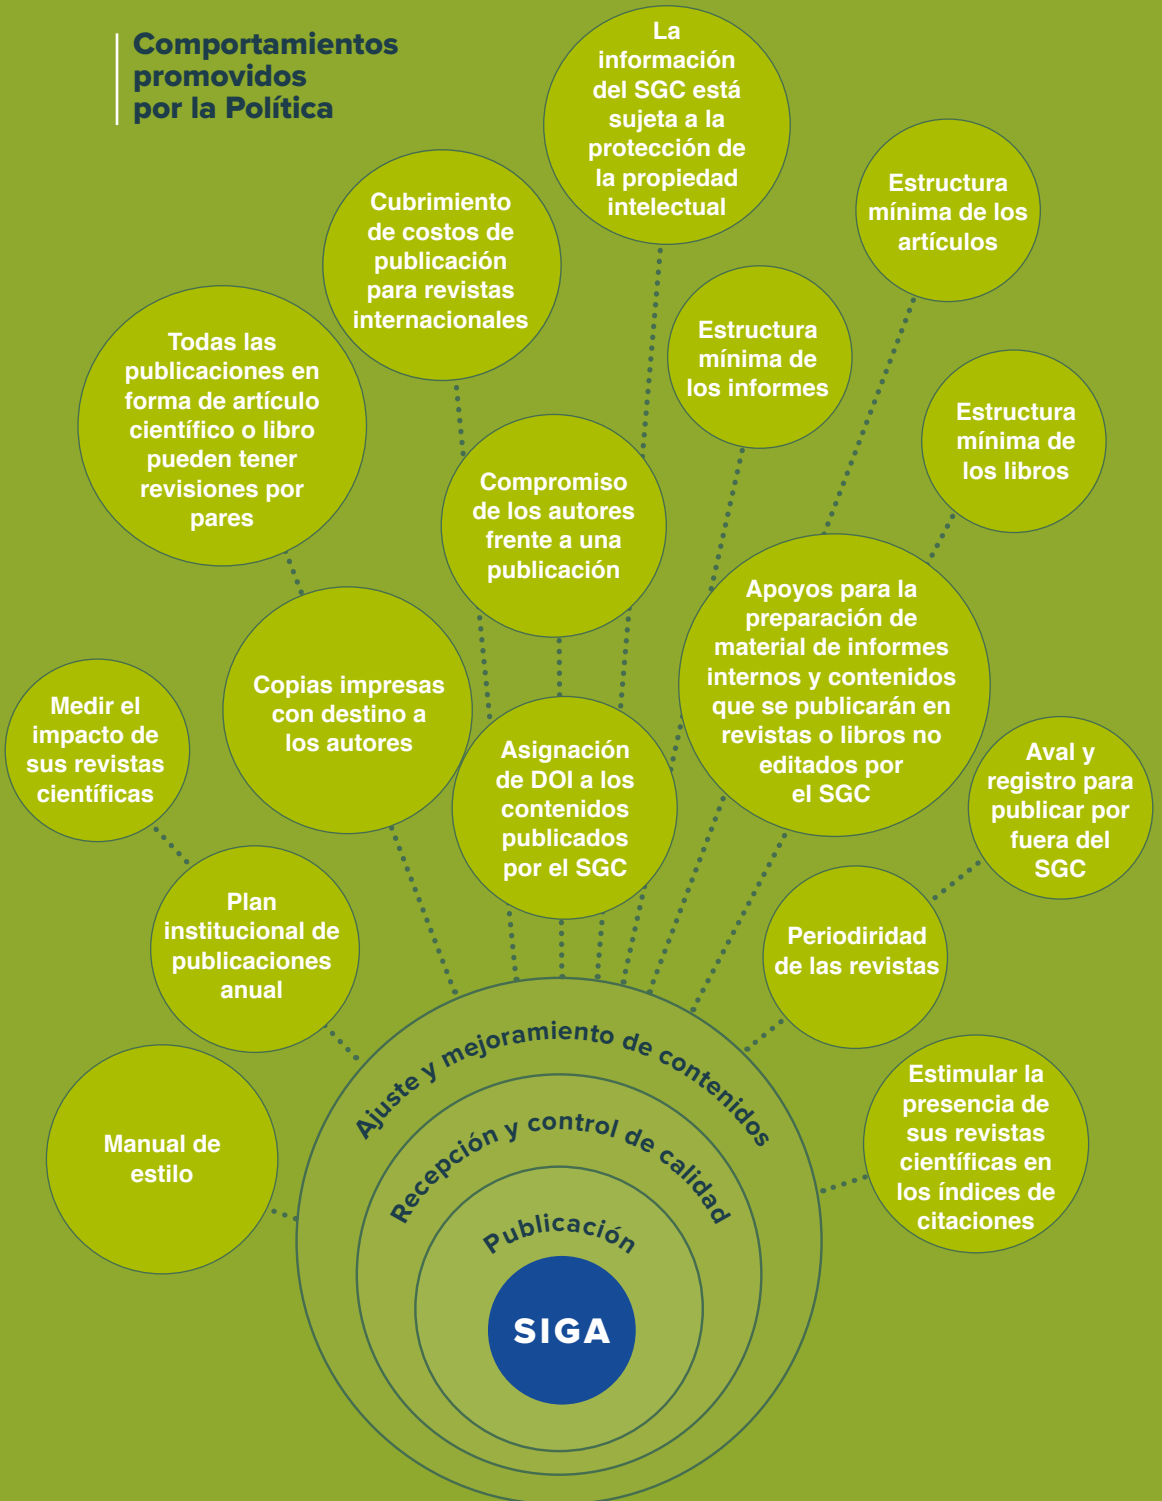 Comportamientos
promovidos
por la Política
La
información
del SGC está
sujeta a la
protección de
la propiedad
intelectual
Cubrimiento
de costos de
publicación
para revistas
internacionales
Estructura
mínima de los
artículos
Todas las
publicaciones en
forma de artículo
científico o libro
pueden tener
revisiones por
pares
Estructura
mínima de
los informes
Estructura
mínima de
los libros
Compromiso
de los autores
frente a una
publicación
Apoyos para la
preparación de
material de informes
internos y contenidos
que se publicarán en
revistas o libros no
editados por
el SGC
Copias impresas
con destino a
los autores
Medir el
impacto de
sus revistas
científicas
Asignación
de DOI a los
contenidos
publicados
por el SGC
Aval y
registro para
publicar por
fuera del
SGC
Plan
institucional de
publicaciones
anual
Periodiridad
de las revistas
Manual de
estilo
Estimular la
presencia de
sus revistas
científicas en
los índices de
citaciones
Ajuste y mejoramiento de contenidos
Recepción y control de calidad
Publicación
SIGA